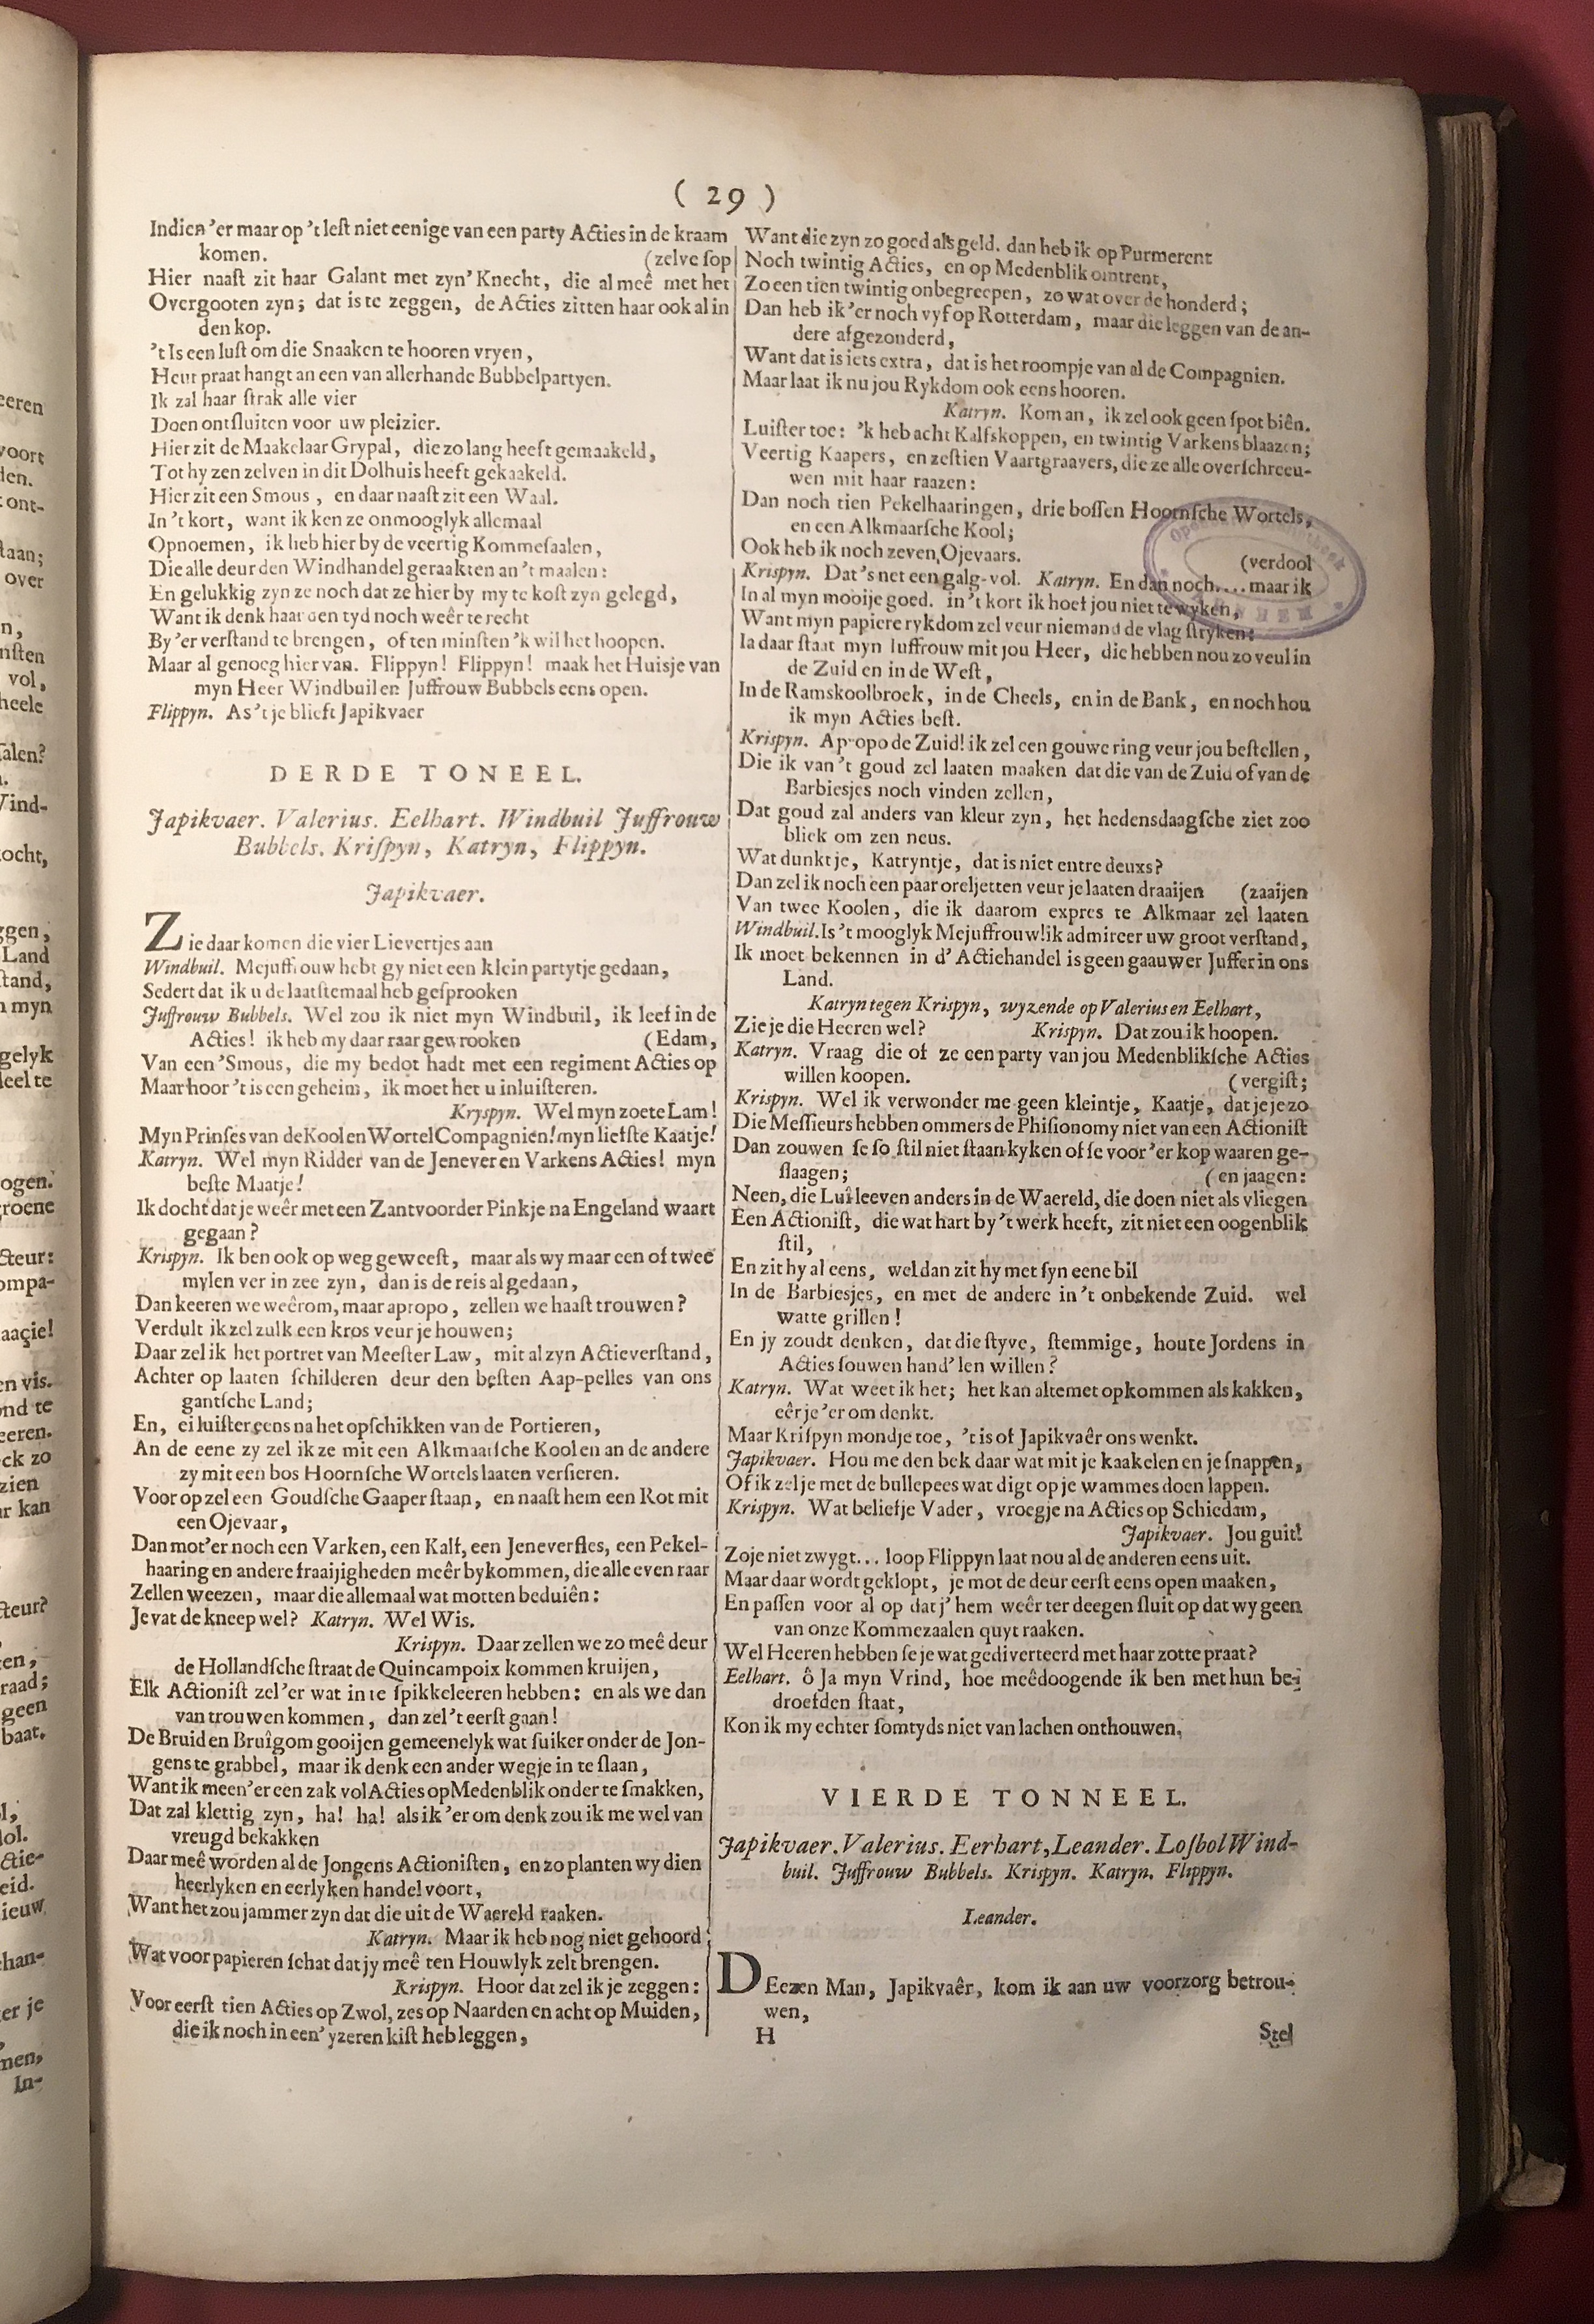 ( 29 )
Indien 'er maar op 't lest niet eenige van een party Acties in de kraam
komen. (zelve sop
Hier naast zit haar Galant met zyn' Knecht, die al meê met het
Overgooten zyn; dat is te zeggen, de Acties zitten haar ook al in
den kop.
't Is een lust om die Snaaken te hooren vryen,
Heur praat hangt an een van allerhande Bubbelpartyen.
Ik zal haar strak alle vier
Doen ontsluiten voor uw pleizier.
Hier zit de Maakelaar Grypal, die zo lang heeft gemaakeld,
Tot hy zen zelven in dit Dolhuis heeft gekaakeld.
Hier zit een Smous, en daar naast zit een Waal.
In 't kort, want ik ken ze onmooglyk allemaal
Opnoemen, ik heb hier by de veertig Kommesaalen,
Die alle deur den Windhandel geraakten an 't maalen:
En gelukkig zyn ze noch dat ze hier by my te kost zyn gelegd,
Want ik denk haar den tyd noch weêr te recht
By 'er verstand te brengen, of ten minsten 'k wil het hoopen.
Maar al genoeg hier van. Flippyn! Flippyn! maak het Huisje van
myn Heer Windbuil en Juffrouw Bubbels eens open.
Flippyn. As 't je blieft Japikvaer
DERDE TONEEL.
Japikvaer. Valerius. Eelhart. Windbuil Juffrouw
Bubbels. Krispyn, Katryn, Flippyn.
Japikvaer.
Zie daar komen die vier Lievertjes aan
Windbuil. Mejuffrouw hebt gy niet een klein partytje gedaan,
Sedert dat ik u de laatstemaal heb gesprooken
Juffrouw Bubbels. Wel zou ik niet myn Windbuil, ik leef in de
Acties! ik heb my daar raar gewrooken (Edam,
Van een 'Smous, die my bedot hadt met een regiment Acties op
Maar hoor 't is een geheim, ik moet het u inluisteren.
Kryspyn. Wel myn zoete Lam!
Myn Prinses van de Kool en Wortel Compagnien! myn liefste Kaatje!
Katryn. Wel myn Ridder van de Jenever en Varkens Acties! myn
beste Maatje!
Ik docht dat je weêr met een Zantvoorder Pinkje na Engeland waart
gegaan?
Krispyn. Ik ben ook op weg geweest, maar als wy maar een of twee
mylen ver in zee zyn, dan is de reis al gedaan,
Dan keeren we weêrom, maar apropo, zellen we haast trouwen?
Verdult ik zel zulk een kros veur je houwen;
Daar zel ik het portret van Meester Law, mit al zyn Actieverstand,
Achter op laaten schilderen deur den besten Aap-pelles van ons
gantsche Land;
En, ei luister eens na het opschikken van de Portieren,
An de eene zy zel ik ze mit een Alkmaarsche Kool en an de andere
zy mit een bos Hoornsche Wortels laaten versieren.
Voor op zel een Goudsche Gaaper staan, en naast hem een Rot mit
een Ojevaar,
Dan mot 'er noch een Varken, een Kalf, een Jeneverfles, een Pekel-
haaring en andere fraaijigheden meêr bykommen, die alle even raar
Zellen weezen, maar die allemaal wat motten beduiên:
Je vat de kneep wel? Katryn. Wel Wis.
Krispyn. Daar zellen we zo meê deur
de Hollandsche straat de Quincampoix kommen kruijen,
Elk Actionist zel 'er wat in te spikkeleeren hebben: en als we dan
van trouwen kommen, dan zel 't eerst gaan!
De Bruid en Bruîgom gooijen gemeenelyk wat suiker onder de Jon-
gens te grabbel, maar ik denk een ander wegje in te slaan,
Want ik meen 'er een zak vol Acties op Medenblik onder te smakken,
Dat zal klettig zyn, ha! ha! als ik 'er om denk zou ik me wel van
vreugd bekakken
Daar meê worden al de Jongens Actionisten, en zo planten wy dien
heerlyken en eerlyken handel voort,
Want het zou jammer zyn dat die uit de Waereld raaken.
Katryn. Maar ik heb nog niet gehoord
Wat voor papieren schat dat jy meê ten Houwlyk zelt brengen.
Krispyn. Hoor dat zel ik je zeggen:
Voor eerst tien Acties op Zwol, zes op Naarden en acht op Muiden,
die ik noch in een' yzeren kist heb leggen,
Want die zyn zo goed als geld. dan heb ik op Purmerent
Noch twintig Acties, en op Medenblik omtrent,
Zo een tien twintig onbegreepen, zo wat over de honderd;
Dan heb ik 'er noch vyf op Rotterdam, maar die leggen van de an-
dere afgezonderd,
Want dat is iets extra, dat is het roompje van al de Compagnien.
Maar laat ik nu jou Rykdom ook eens hooren.
Katryn. Kom an, ik zel ook geen spot biên.
Luister toe: 'k heb acht Kalfskoppen, en twintig Varkensblaazen;
Veertig Kaapers, en zestien Vaartgraavers, die ze alle overschreeu-
wen mit haar raazen:
Dan noch tien Pekelhaaringen, drie bossen Hoornsche Wortels,
en een Alkmaarsche Kool;
Ook heb ik noch zeven Ojevaars. (verdool
Krispyn. Dat's net een galg-vol. Katryn. En dan noch.... maar ik
In al myn mooije goed. in 't kort ik hoef jou niet te wyken,
Want myn papiere rykdom zel veur niemand de vlag stryken:
Ia daar staat myn Iuffrouw mit jou Heer, die hebben nou zo veul in
de Zuid en in de West,
In de Ramskoolbroek, in de Cheels, en in de Bank, en noch hou
ik myn Acties best.
Krispyn. Apropo de Zuid! ik zel een gouwe ring veur jou bestellen,
Die ik van 't goud zel laaten maaken dat die van de Zuid of van de
Barbiesjes noch vinden zellen,
Dat goud zal anders van kleur zyn, het hedensdaagsche ziet zoo
bliek om zen neus.
Wat dunkt je, Katryntje, dat is niet entre deuxs?
Dan zel ik noch een paar oreljetten veur je laaten draaijen (zaaijen
Van twee Koolen, die ik daarom expres te Alkmaar zel laaten
Windbuil. Is 't mooglyk Mejuffrouw! ik admireer uw groot verstand,
Ik moet bekennen in d' Actiehandel is geen gaauwer Juffer in ons
Land.
Katryn tegen Krispyn, wyzende op Valerius en Eelhart,
Zie je die Heeren wel? Krispyn. Dat zou ik hoopen.
Katryn. Vraag die of ze een party van jou Medenbliksche Acties
willen koopen. (vergist;
Krispyn. Wel ik verwonder me geen kleintje, Kaatje, dat je je zo
Die Messieurs hebben ommers de Phisionomy niet van een Actionist
Dan zouwen se so stil niet staan kyken of se voor 'er kop waaren ge-
slaagen; (en jaagen:
Neen, die Luî leeven anders in de Waereld, die doen niet als vliegen
Een Actionist, die wat hart by 't werk heeft, zit niet een oogenblik
stil,
En zit hy al eens, wel dan zit hy met syn eene bil
In de Barbiesjes, en met de andere in 't onbekende Zuid. wel
watte grillen!
En jy zoudt denken, dat die styve, stemmige, houte Jordens in
Acties souwen hand'len willen?
Katryn. Wat weet ik het; het kan altemet opkommen als kakken,
eêr je 'er om denkt.
Maar Krispyn mondje toe, 't is of Japikvaêr ons wenkt.
Japikvaer. Hou me den bek daar wat mit je kaakelen en je snappen,
Of ik zel je met de bullepees wat digt op je wammes doen lappen.
Krispyn. Wat beliefje Vader, vroegje na Acties op Schiedam,
Japikvaer. Jou guit!
Zo je niet zwygt... loop Flippyn laat nou al de anderen eens uit.
Maar daar wordt geklopt, je mot de deur eerst eens open maaken,
En passen voor al op dat j' hem weêr ter deegen sluit op dat wy geen
van onze Kommezaalen quyt raaken.
Wel Heeren hebben se je wat gediverteerd met haar zotte praat?
Eelhart. ô Ja myn Vrind, hoe meêdoogende ik ben met hun be-
droefden staat,
Kon ik my echter somtyds niet van lachen onthouwen,
VIERDE TONNEEL.
Japikvaer. Valerius. Eerhart, Leander. Losbol Wind-
buil. Juffrouw Bubbels. Krispyn. Katryn. Flippyn.
Leander.
DEezen Man, Japikvaêr, kom ik aan uw voorzorg betrou-
wen,
H Stel